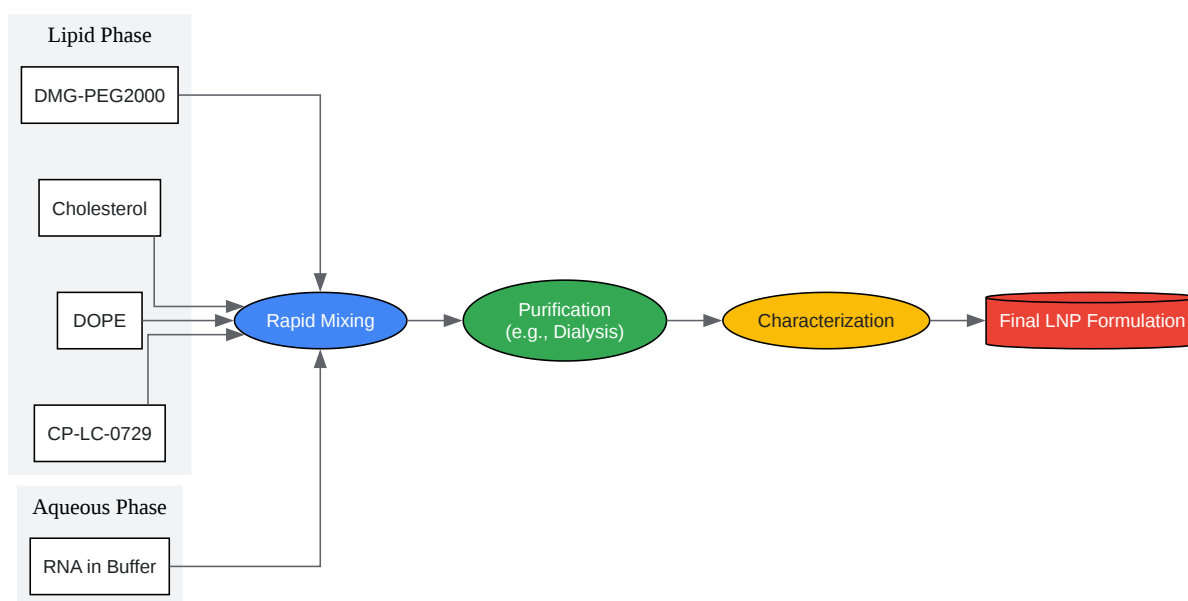 Lipid Phase
DMG-PEG2000
Cholesterol
DOPE
CP-LC-0729
Aqueous Phase
RNA in Buffer
Rapid Mixing
Purification
(e.g., Dialysis)
Characterization
Final LNP Formulation